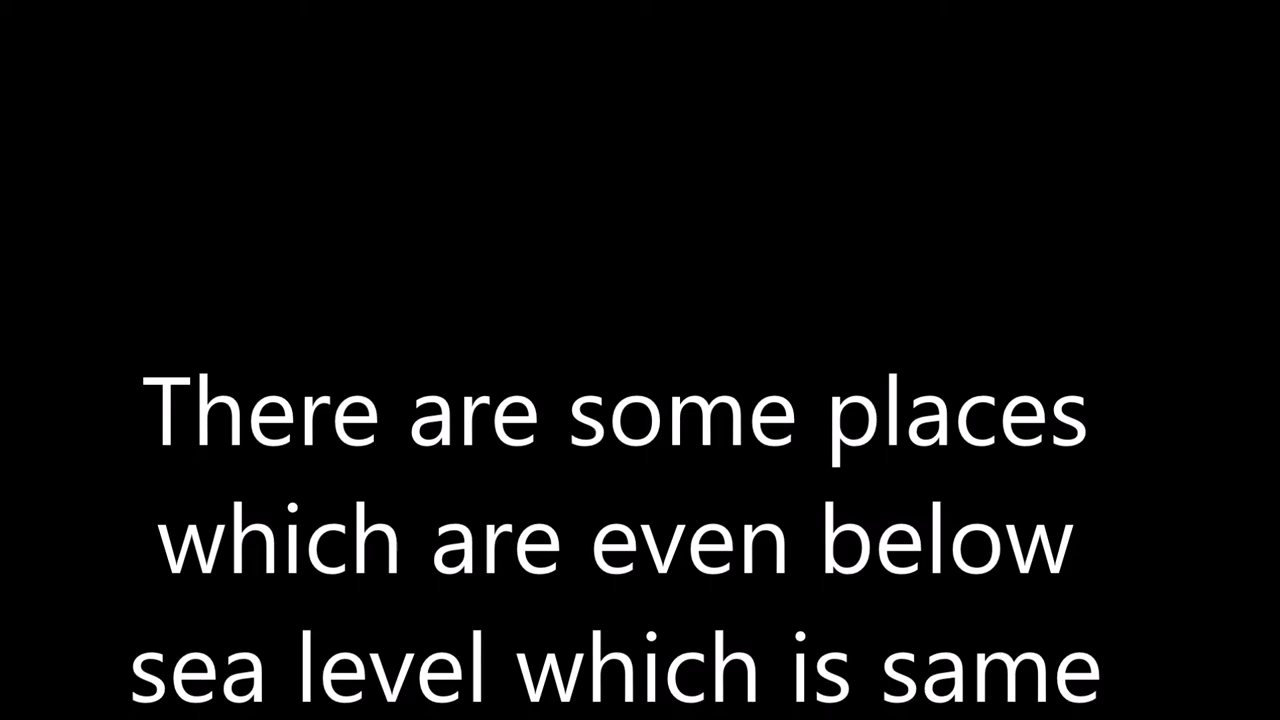 There are some places
which are even below
sea level which is same